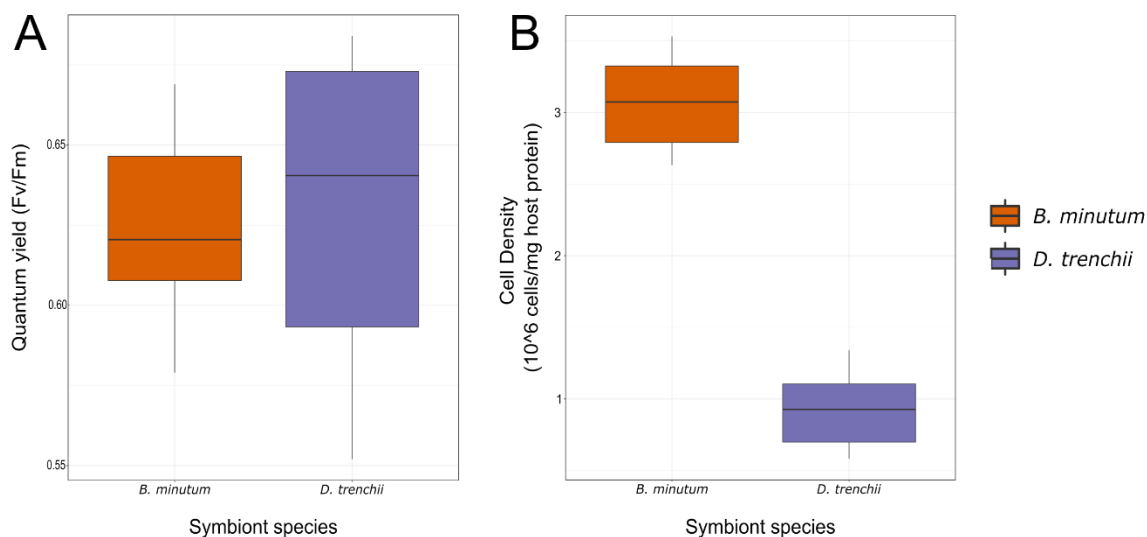 A
Quantum yield (Fv/Fm)
0.65
0.60
0.55
B. minutum
D. trenchii
Symbiont species
B
Cell Density
(10^6 cells/mg host protein)
3
2
1
B. minutum
D. trenchii
Symbiont species
B. minutum
D. trenchii